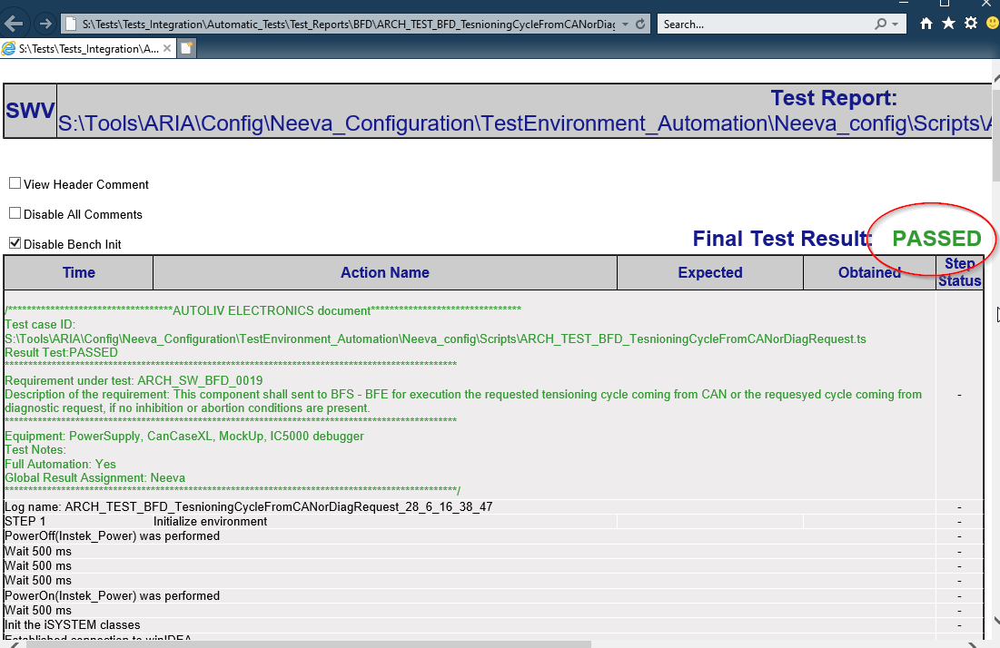 S:\Tests\Tests_Integration\Automatic_Tests\Test_Reports\BFD\ARCH_TEST_BFD_TesnioningCycleFromCANorDiag
Search...
S:\Tests\Tests_Integration\A...
SWV
Test Report:
S:\Tools\ARIA\Config\Neeva_Configuration\TestEnvironment_Automation\Neeva_config\Scripts\A
View Header Comment
Disable All Comments
Disable Bench Init
Final Test Result: PASSED
Time Action Name Expected Obtained Step Status
/***********************************AUTOLIV ELECTRONICS document********************************
Test case ID:
S:\Tools\ARIA\Config\Neeva_Configuration\TestEnvironment_Automation\Neeva_config\Scripts\ARCH_TEST_BFD_TesnioningCycleFromCANorDiagRequest.ts
Result Test:PASSED
************************************************************************************************
Requirement under test: ARCH_SW_BFD_0019
Description of the requirement: This component shall sent to BFS - BFE for execution the requested tensioning cycle coming from CAN or the requesyed cycle coming from
diagnostic request, if no inhibition or abortion conditions are present. -
************************************************************************************************
Equipment: PowerSupply, CanCaseXL, MockUp, IC5000 debugger
Test Notes:
Full Automation: Yes
Global Result Assignment: Neeva
************************************************************************************************/
Log name: ARCH_TEST_BFD_TesnioningCycleFromCANorDiagRequest_28_6_16_38_47 -
STEP 1 Initialize environment -
PowerOff(Instek_Power) was performed -
Wait 500 ms -
Wait 500 ms -
Wait 500 ms -
PowerOn(Instek_Power) was performed -
Wait 500 ms -
Init the iSYSTEM classes -
Established connection to winIDEA